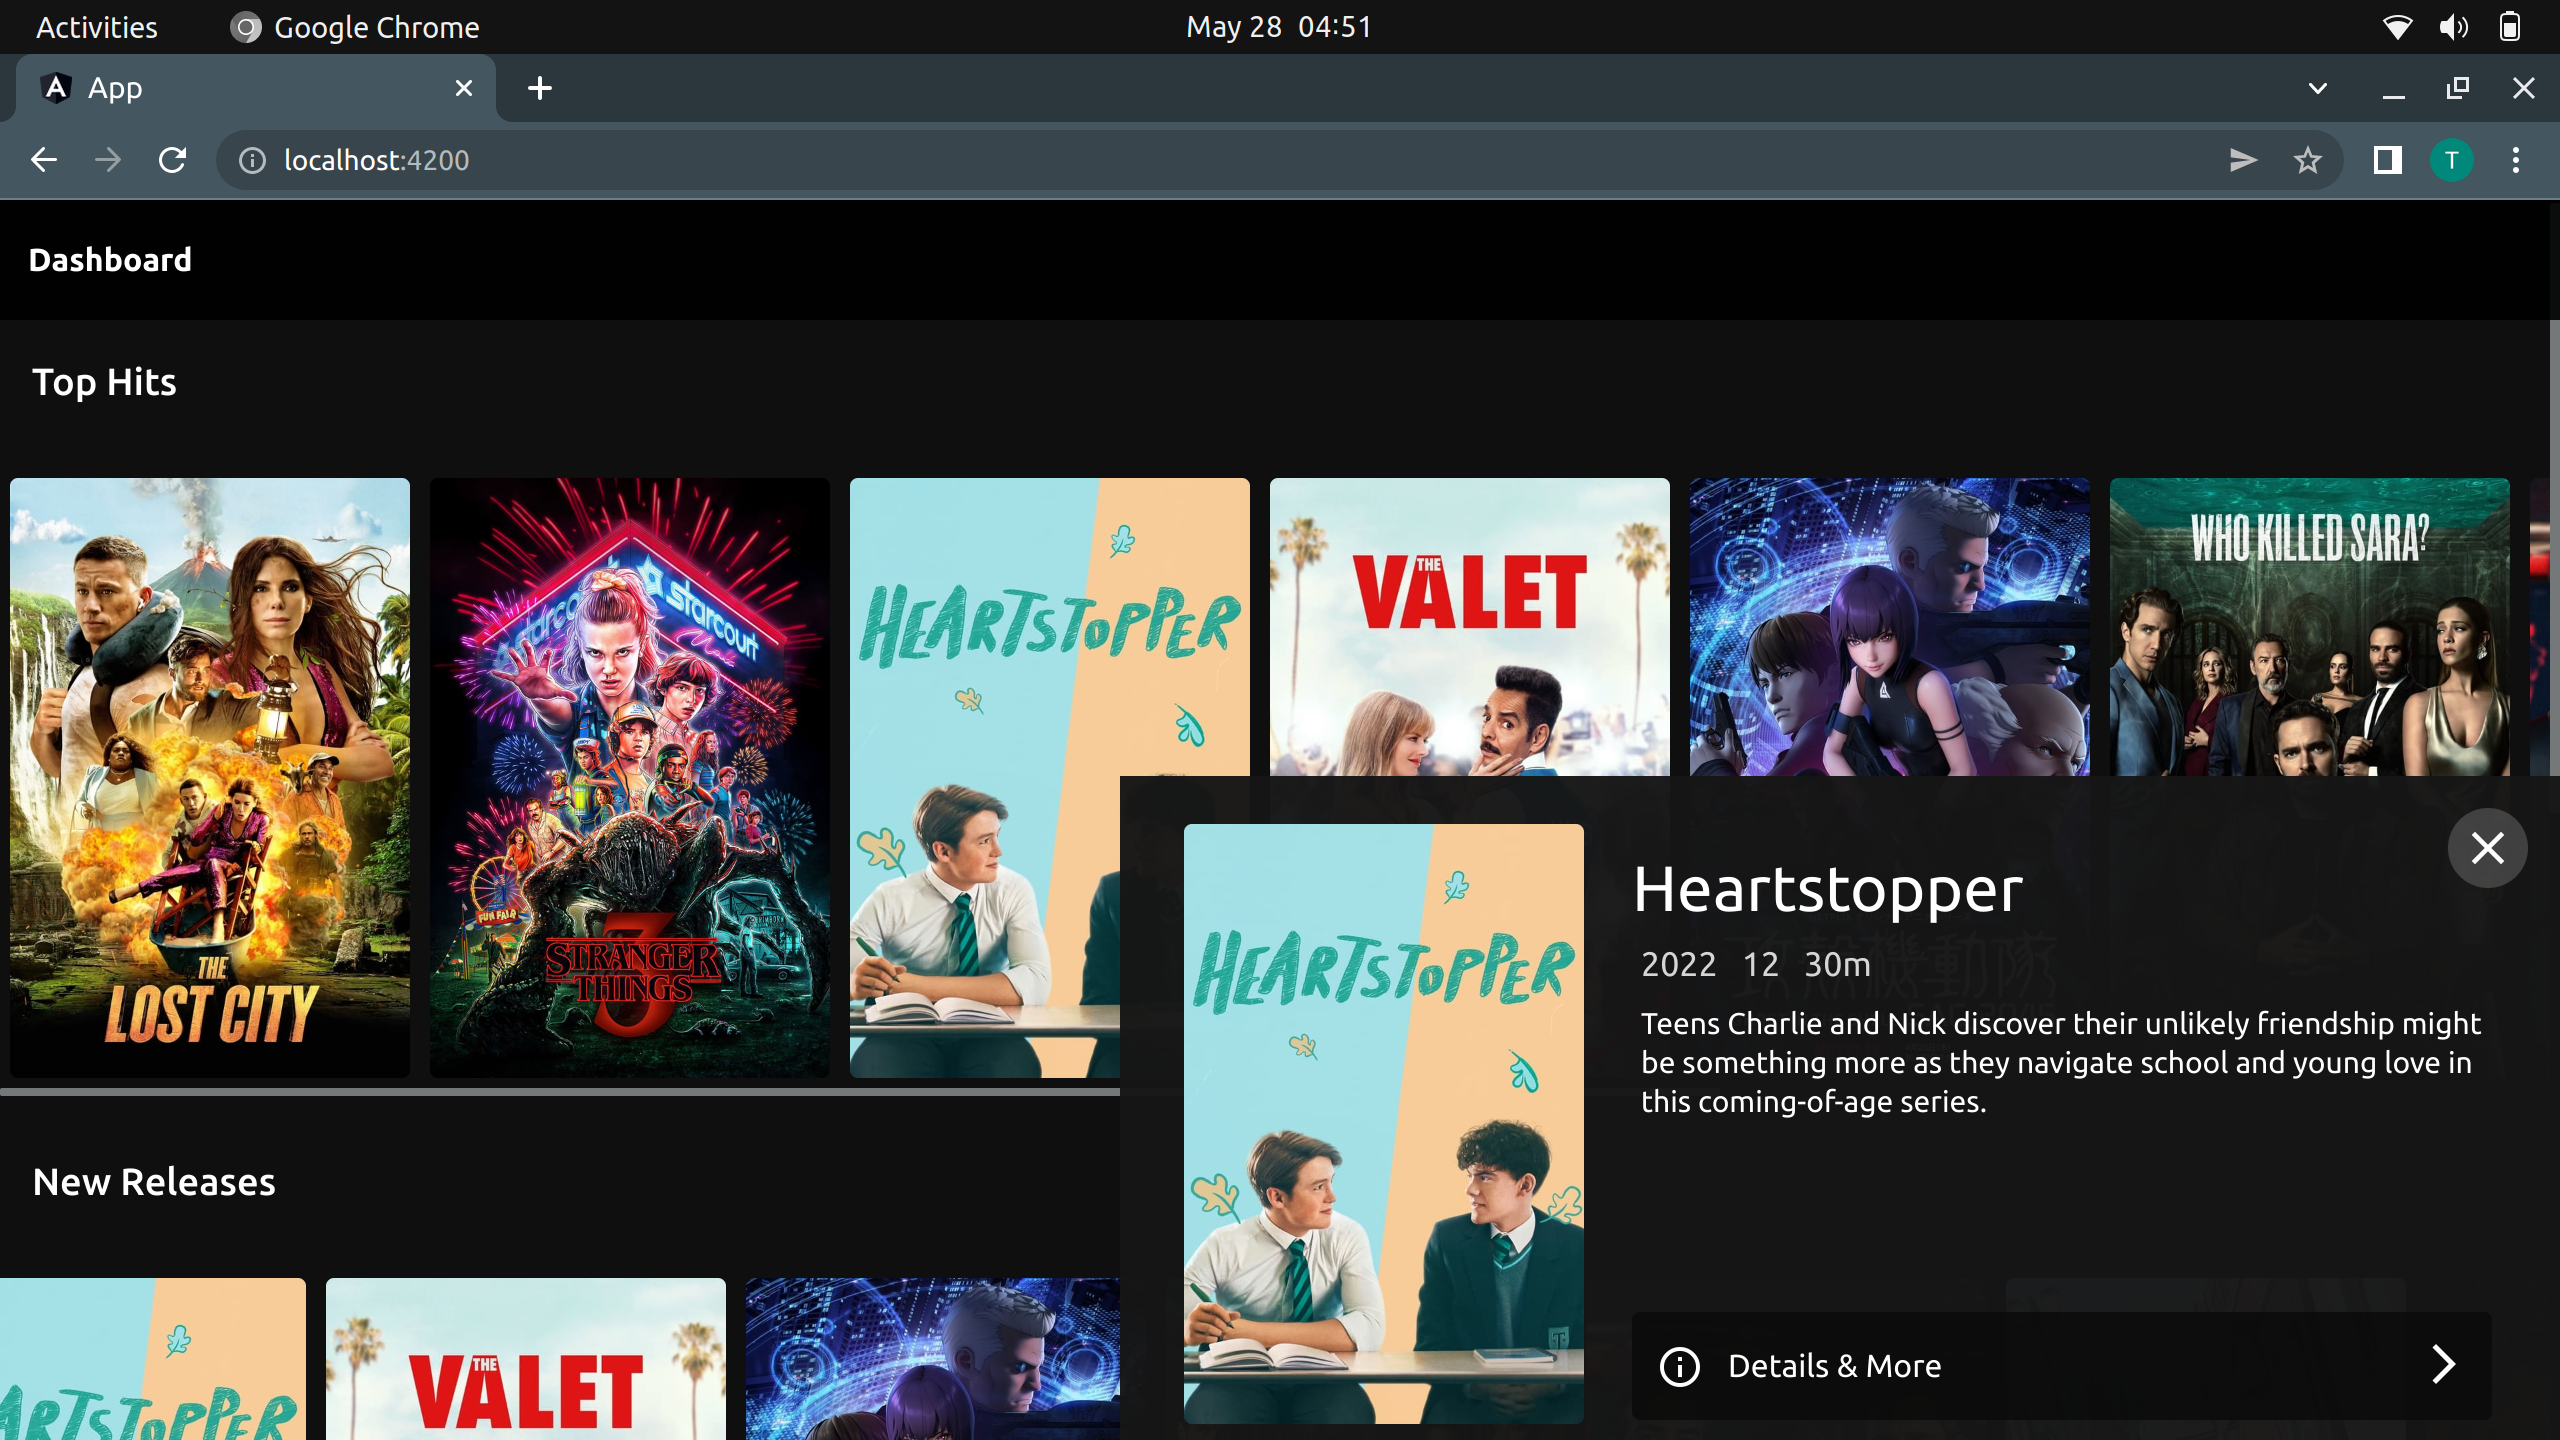 Activities
Google Chrome
May 28 04:51
App
localhost:4200
T
Dashboard
Top Hits
THE
LOST CITY
starcourt
FUN FAIR
3
STRANGER
THINGS
HEARTSTOPPER
THE
VALET
WHO KILLED SARA?
HEARTSTOPPER
Heartstopper
2022 12 30m
Teens Charlie and Nick discover their unlikely friendship might
be something more as they navigate school and young love in
this coming-of-age series.
Details & More
New Releases
ARTSTOPPER
THE
VALET